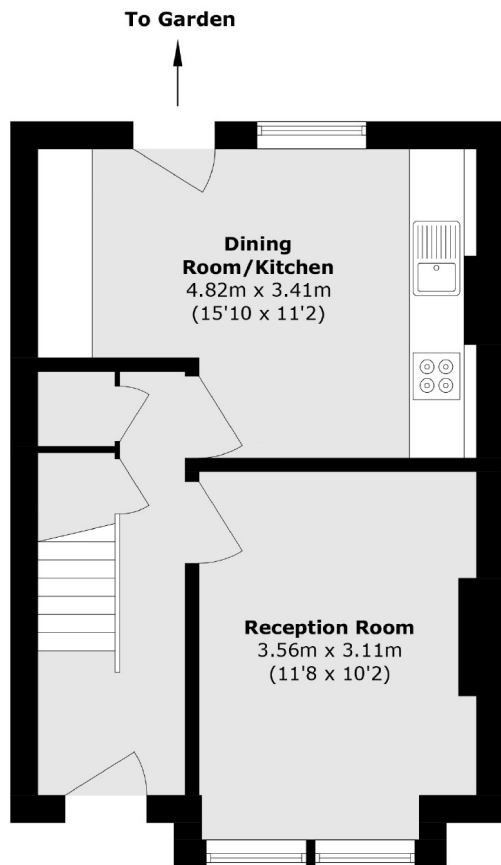 To Garden
Dining
Room/Kitchen
4.82m x 3.41m
(15'10 x 11'2)
Reception Room
3.56m x 3.11m
(11'8 x 10'2)